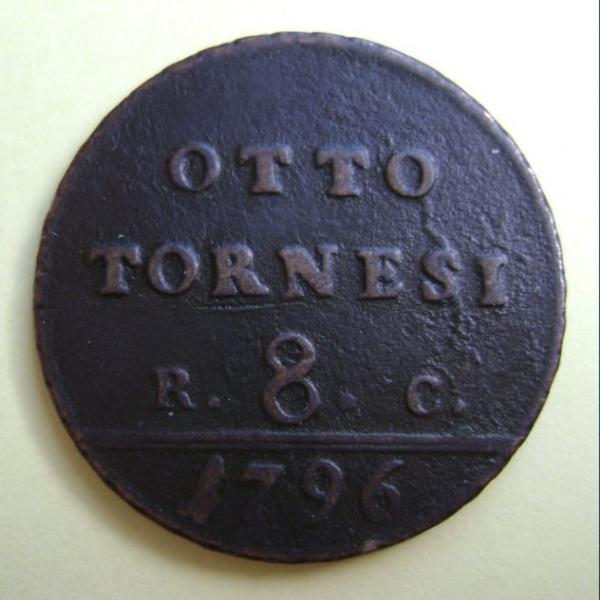 OTTO
TORNESI
R. 8. C.
1796